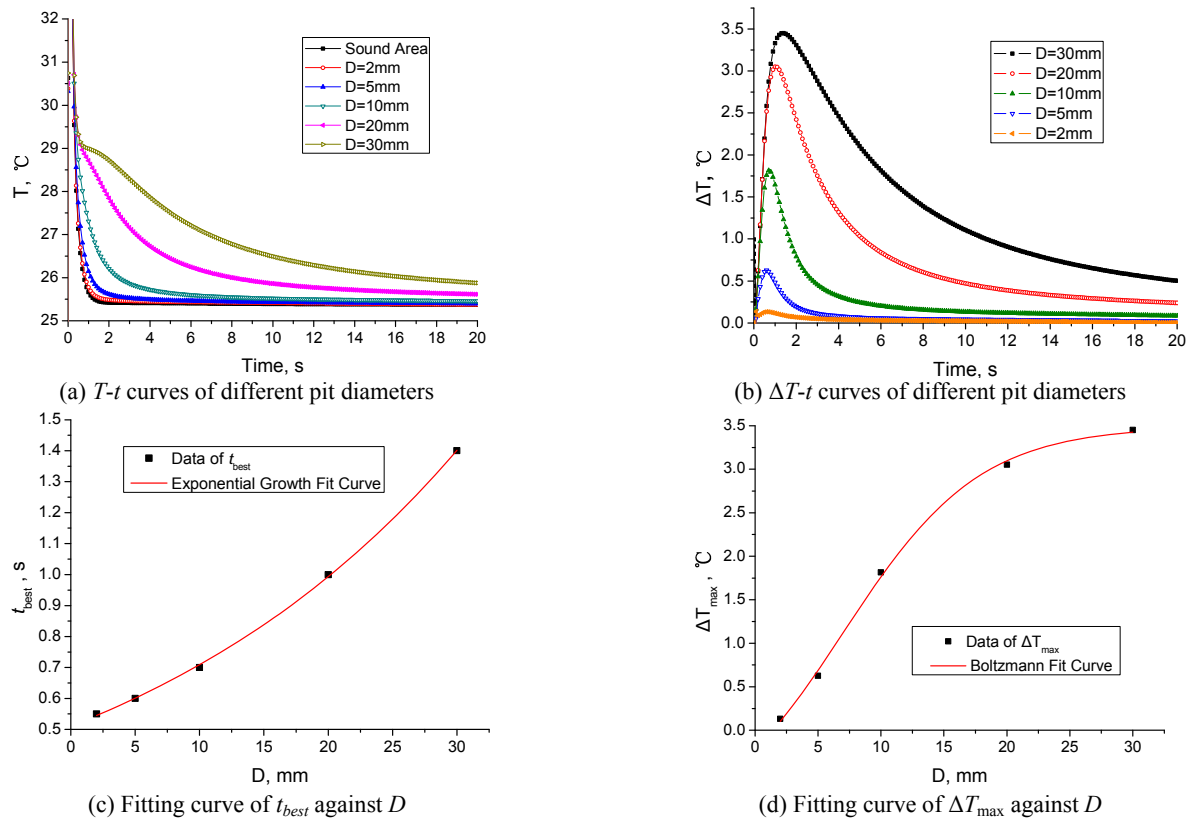 32
31
30
29
28
27
26
25
T, ℃
0 2 4 6 8 10 12 14 16 18 20
Time, s
Sound Area
D=2mm
D=5mm
D=10mm
D=20mm
D=30mm
(a) T-t curves of different pit diameters
3.5
3.0
2.5
2.0
1.5
1.0
0.5
0.0
ΔT, ℃
0 2 4 6 8 10 12 14 16 18 20
Time, s
D=30mm
D=20mm
D=10mm
D=5mm
D=2mm
(b) ΔT-t curves of different pit diameters
1.5
1.4
1.3
1.2
1.1
1.0
0.9
0.8
0.7
0.6
0.5
t_best, s
0 5 10 15 20 25 30
D, mm
Data of t_best
Exponential Growth Fit Curve
(c) Fitting curve of t_best against D
3.5
3.0
2.5
2.0
1.5
1.0
0.5
0.0
ΔT_max, ℃
0 5 10 15 20 25 30
D, mm
Data of ΔT_max
Boltzmann Fit Curve
(d) Fitting curve of ΔT_max against D